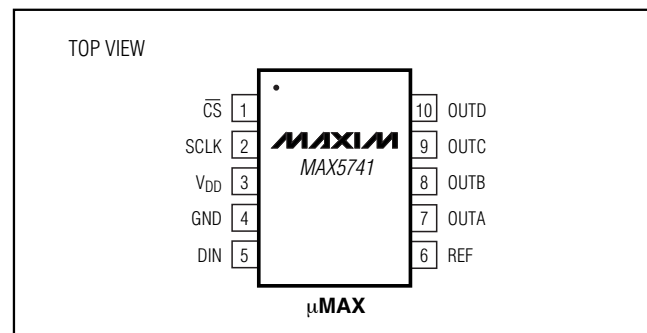 TOP VIEW
C̅S̅ 1
SCLK 2
VDD 3
GND 4
DIN 5
MAXIM
MAX5741
10 OUTD
9 OUTC
8 OUTB
7 OUTA
6 REF
µMAX